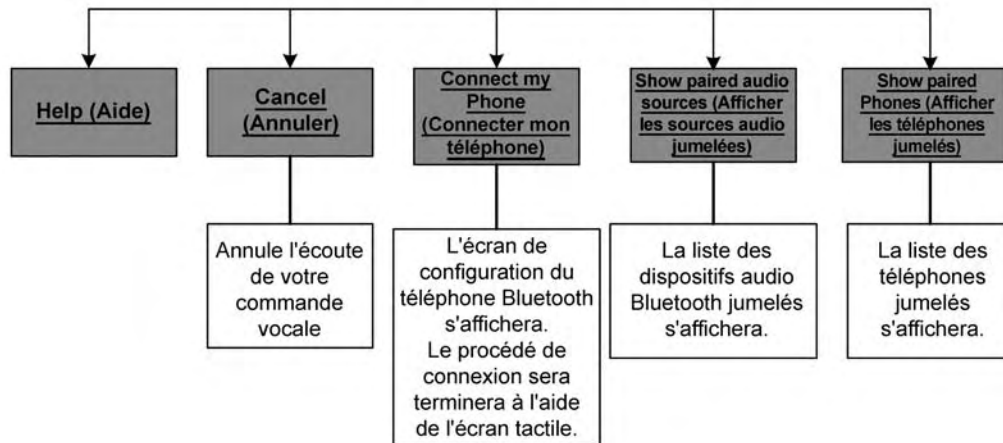 Help (Aide)
Cancel
(Annuler)
Connect my
Phone
(Connecter mon
téléphone)
Show paired audio
sources (Afficher
les sources audio
jumelées)
Show paired
Phones (Afficher
les téléphones
jumelés)
Annule l'écoute
de votre
commande
vocale
L'écran de
configuration du
téléphone Bluetooth
s'affichera.
Le procédé de
connexion sera
terminera à l'aide
de l'écran tactile.
La liste des
dispositifs audio
Bluetooth jumelés
s'affichera.
La liste des
téléphones
jumelés
s'affichera.